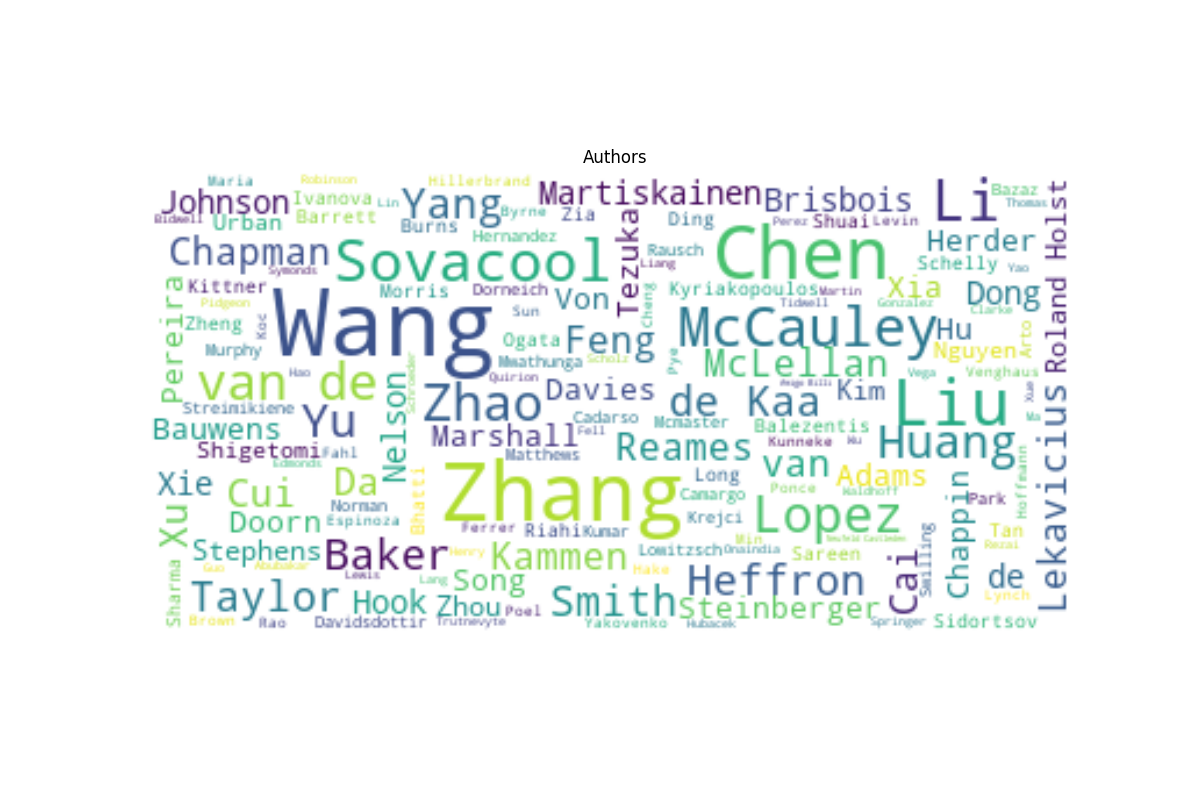 Authors
Maria
Robinson
Hillerbrand
Johnson
Ivanova
Lin
Yang
Martiskainen
Brisbois
Li
Bazaz
Thomas
Bidwell
Urban
Barrett
Burns
Byrne
Zia
Ding
Perez
Shuai
Levin
Chapman
Sovacool
Hernandez
Tezuka
Rausch
Chen
Herder
Roland Holst
Symonds
Liang
Schelly
Yao
Pereira
Kittner
Morris
Dorneich
Von
Cheng
Kyriakopoulos
Martin
Xia
Dong
Pidgeon
Wang
Sun
Tidwell
Gonzalez
Clarke
Zheng
Koc
Ogata
Feng
McCauley
Hu
Arto
Murphy
Mwathunga
Scholz
Pye
McLellan
Nguyen
van de
Hao
Schroeder
Quirion
Davies
Kim
Vega
Venghaus
Streimikiene
Yu
Nelson
Zhao
Cadarso
de Kaa
Liu
Xue
Ma
Bauwens
Marshall
Fell
Mcmaster
Balezentis
Huang
Lekavicius
Shigetomi
Fahl
Matthews
Reames
Kunneke
Wu
Edmonds
Xie
Cui
Da
Bhatti
Zhang
Long
van
Adams
Chappin
Hoffmann
Xu
Norman
Camargo
Ponce
Waldhoff
Park
Doorn
Espinoza
Ferrer
Riahi
Kumar
Krejci
Lopez
Tan
Stephens
Baker
Henry
Kammen
Lowitzsch
Onaindia
Min
Sareen
Cai
Smilling
Rezai
Sharma
Guo
Abubakar
Lewis
Lang
Song
Hake
Heffron
de
Lynch
Taylor
Hook
Zhou
Poel
Smith
Steinberger
Brown
Rao
Davidsdottir
Trutnevyte
Yakovenko
Hubacek
Springer
Sidortsov